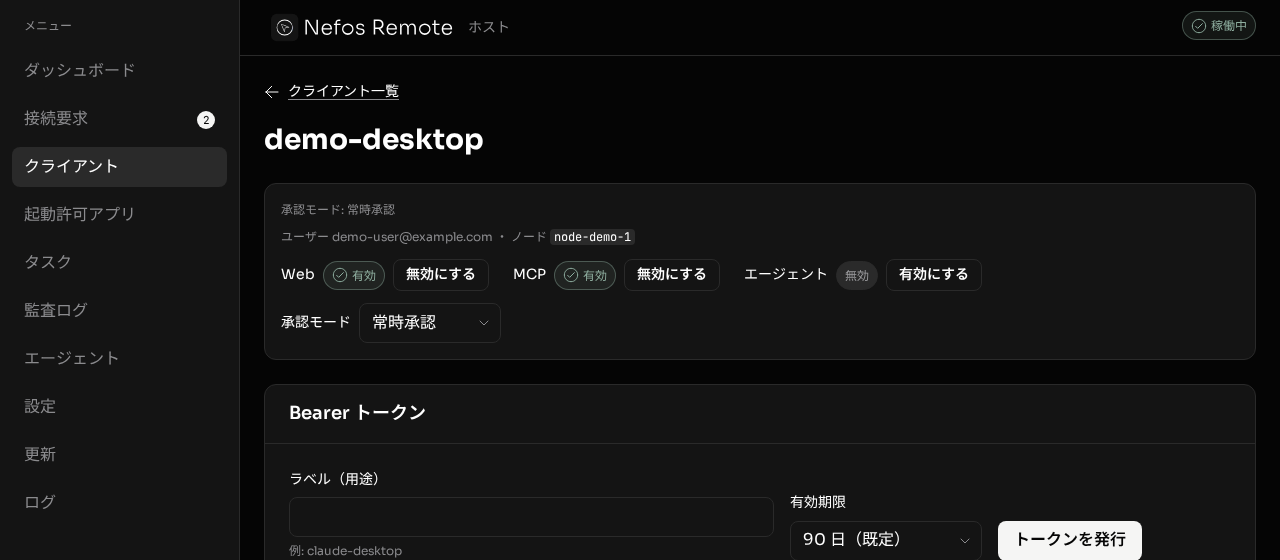 メニュー
ダッシュボード
接続要求 2
クライアント
起動許可アプリ
タスク
監査ログ
エージェント
設定
更新
ログ
Nefos Remote ホスト
稼働中
クライアント一覧
demo-desktop
承認モード: 常時承認
ユーザー demo-user@example.com ・ ノード node-demo-1
Web 有効 無効にする MCP 有効 無効にする エージェント 無効 有効にする
承認モード 常時承認
Bearer トークン
ラベル（用途）
有効期限
90 日（既定） トークンを発行
例: claude-desktop